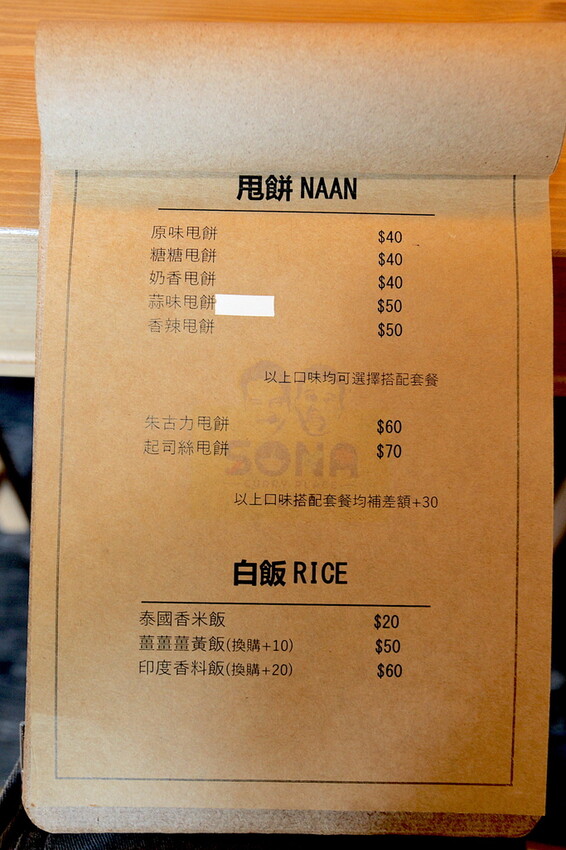 甩餅 NAAN
原味甩餅 $40
糖糖甩餅 $40
奶香甩餅 $40
蒜味甩餅 $50
香辣甩餅 $50
以上口味均可選擇搭配套餐
朱古力甩餅 $60
起司絲甩餅 $70
SONA
CURRY PLACE
以上口味搭配套餐均補差額+30
白飯 RICE
泰國香米飯 $20
薑薑薑黃飯(換購+10) $50
印度香料飯(換購+20) $60